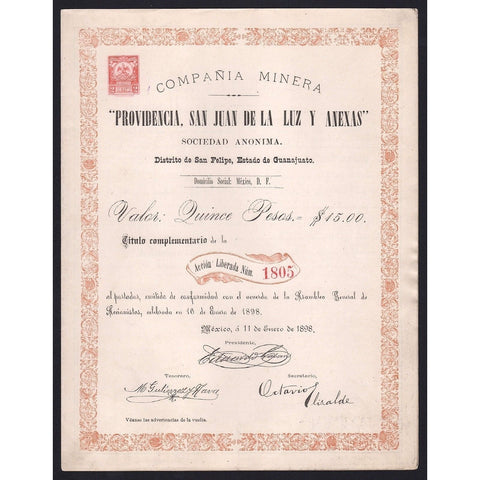 COMPAÑIA MINERA
"PROVIDENCIA, SAN JUAN DE LA LUZ Y ANEXAS"
SOCIEDAD ANONIMA.
Distrito de San Felipe, Estado de Guanajuato.
Domicilio Social: México, D. F.
Valor: Quince Pesos.= $15.00.
Título complementario de la
Acción Liberada Núm. 1805
al portador, emitido de conformidad con el acuerdo de la Asamblea General de
Accionistas, celebrada en 10 de Enero de 1898.
México, á 11 de Enero de 1898.
Presidente,
Tesorero,
Secretario,
M. Gutierrez y
Octavio Elizalde
Véanse las advertencias de la vuelta.